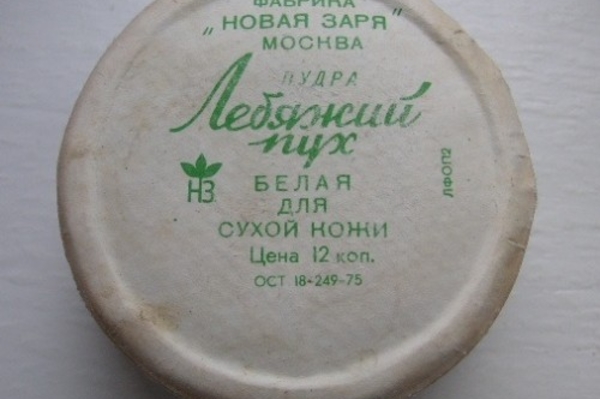 ФАБРИКА
"НОВАЯ ЗАРЯ"
МОСКВА
ПУДРА
Лебяжий
пух
НЗ
БЕЛАЯ
ДЛЯ
СУХОЙ КОЖИ
Цена 12 коп.
ОСТ 18-249-75
ЛФОП2